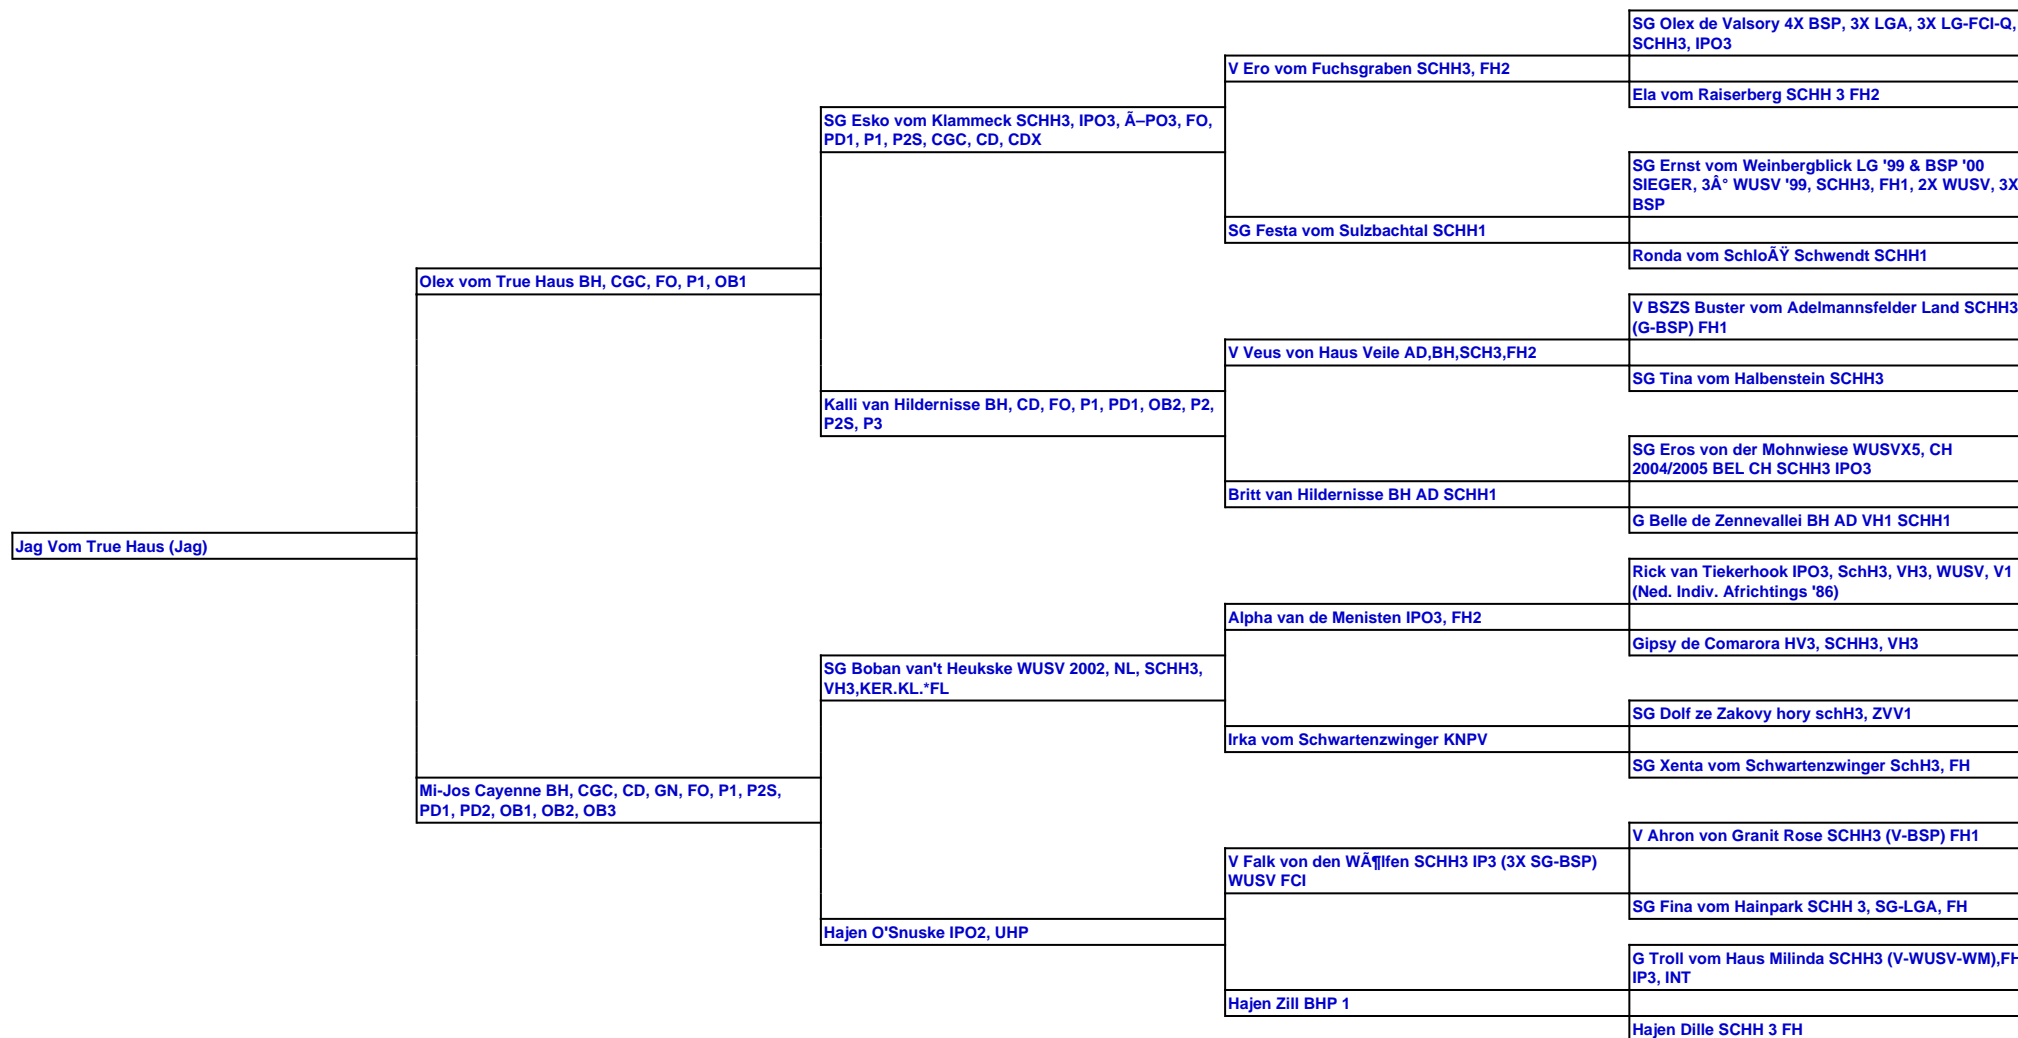 SG Olex de Valsory 4X BSP, 3X LGA, 3X LG-FCI-Q,
SCHH3, IPO3
V Ero vom Fuchsgraben SCHH3, FH2
Ela vom Raiserberg SCHH 3 FH2
SG Esko vom Klammeck SCHH3, IPO3, Ã–PO3, FO,
PD1, P1, P2S, CGC, CD, CDX
SG Ernst vom Weinbergblick LG '99 & BSP '00
SIEGER, 3Â° WUSV '99, SCHH3, FH1, 2X WUSV, 3X
BSP
SG Festa vom Sulzbachtal SCHH1
Ronda vom SchloÃŸ Schwendt SCHH1
Olex vom True Haus BH, CGC, FO, P1, OB1
V BSZS Buster vom Adelmannsfelder Land SCHH3
(G-BSP) FH1
V Veus von Haus Veile AD,BH,SCH3,FH2
SG Tina vom Halbenstein SCHH3
Kalli van Hildernisse BH, CD, FO, P1, PD1, OB2, P2,
P2S, P3
SG Eros von der Mohnwiese WUSVX5, CH
2004/2005 BEL CH SCHH3 IPO3
Britt van Hildernisse BH AD SCHH1
G Belle de Zennevallei BH AD VH1 SCHH1
Jag Vom True Haus (Jag)
Rick van Tiekerhook IPO3, SchH3, VH3, WUSV, V1
(Ned. Indiv. Africhtings '86)
Alpha van de Menisten IPO3, FH2
Gipsy de Comarora HV3, SCHH3, VH3
SG Boban van't Heukske WUSV 2002, NL, SCHH3,
VH3,KER.KL.*FL
SG Dolf ze Zakovy hory schH3, ZVV1
Irka vom Schwartenzwinger KNPV
SG Xenta vom Schwartenzwinger SchH3, FH
Mi-Jos Cayenne BH, CGC, CD, GN, FO, P1, P2S,
PD1, PD2, OB1, OB2, OB3
V Ahron von Granit Rose SCHH3 (V-BSP) FH1
V Falk von den WÃ¶lfen SCHH3 IP3 (3X SG-BSP)
WUSV FCI
SG Fina vom Hainpark SCHH 3, SG-LGA, FH
Hajen O'Snuske IPO2, UHP
G Troll vom Haus Milinda SCHH3 (V-WUSV-WM),FH
IP3, INT
Hajen Zill BHP 1
Hajen Dille SCHH 3 FH